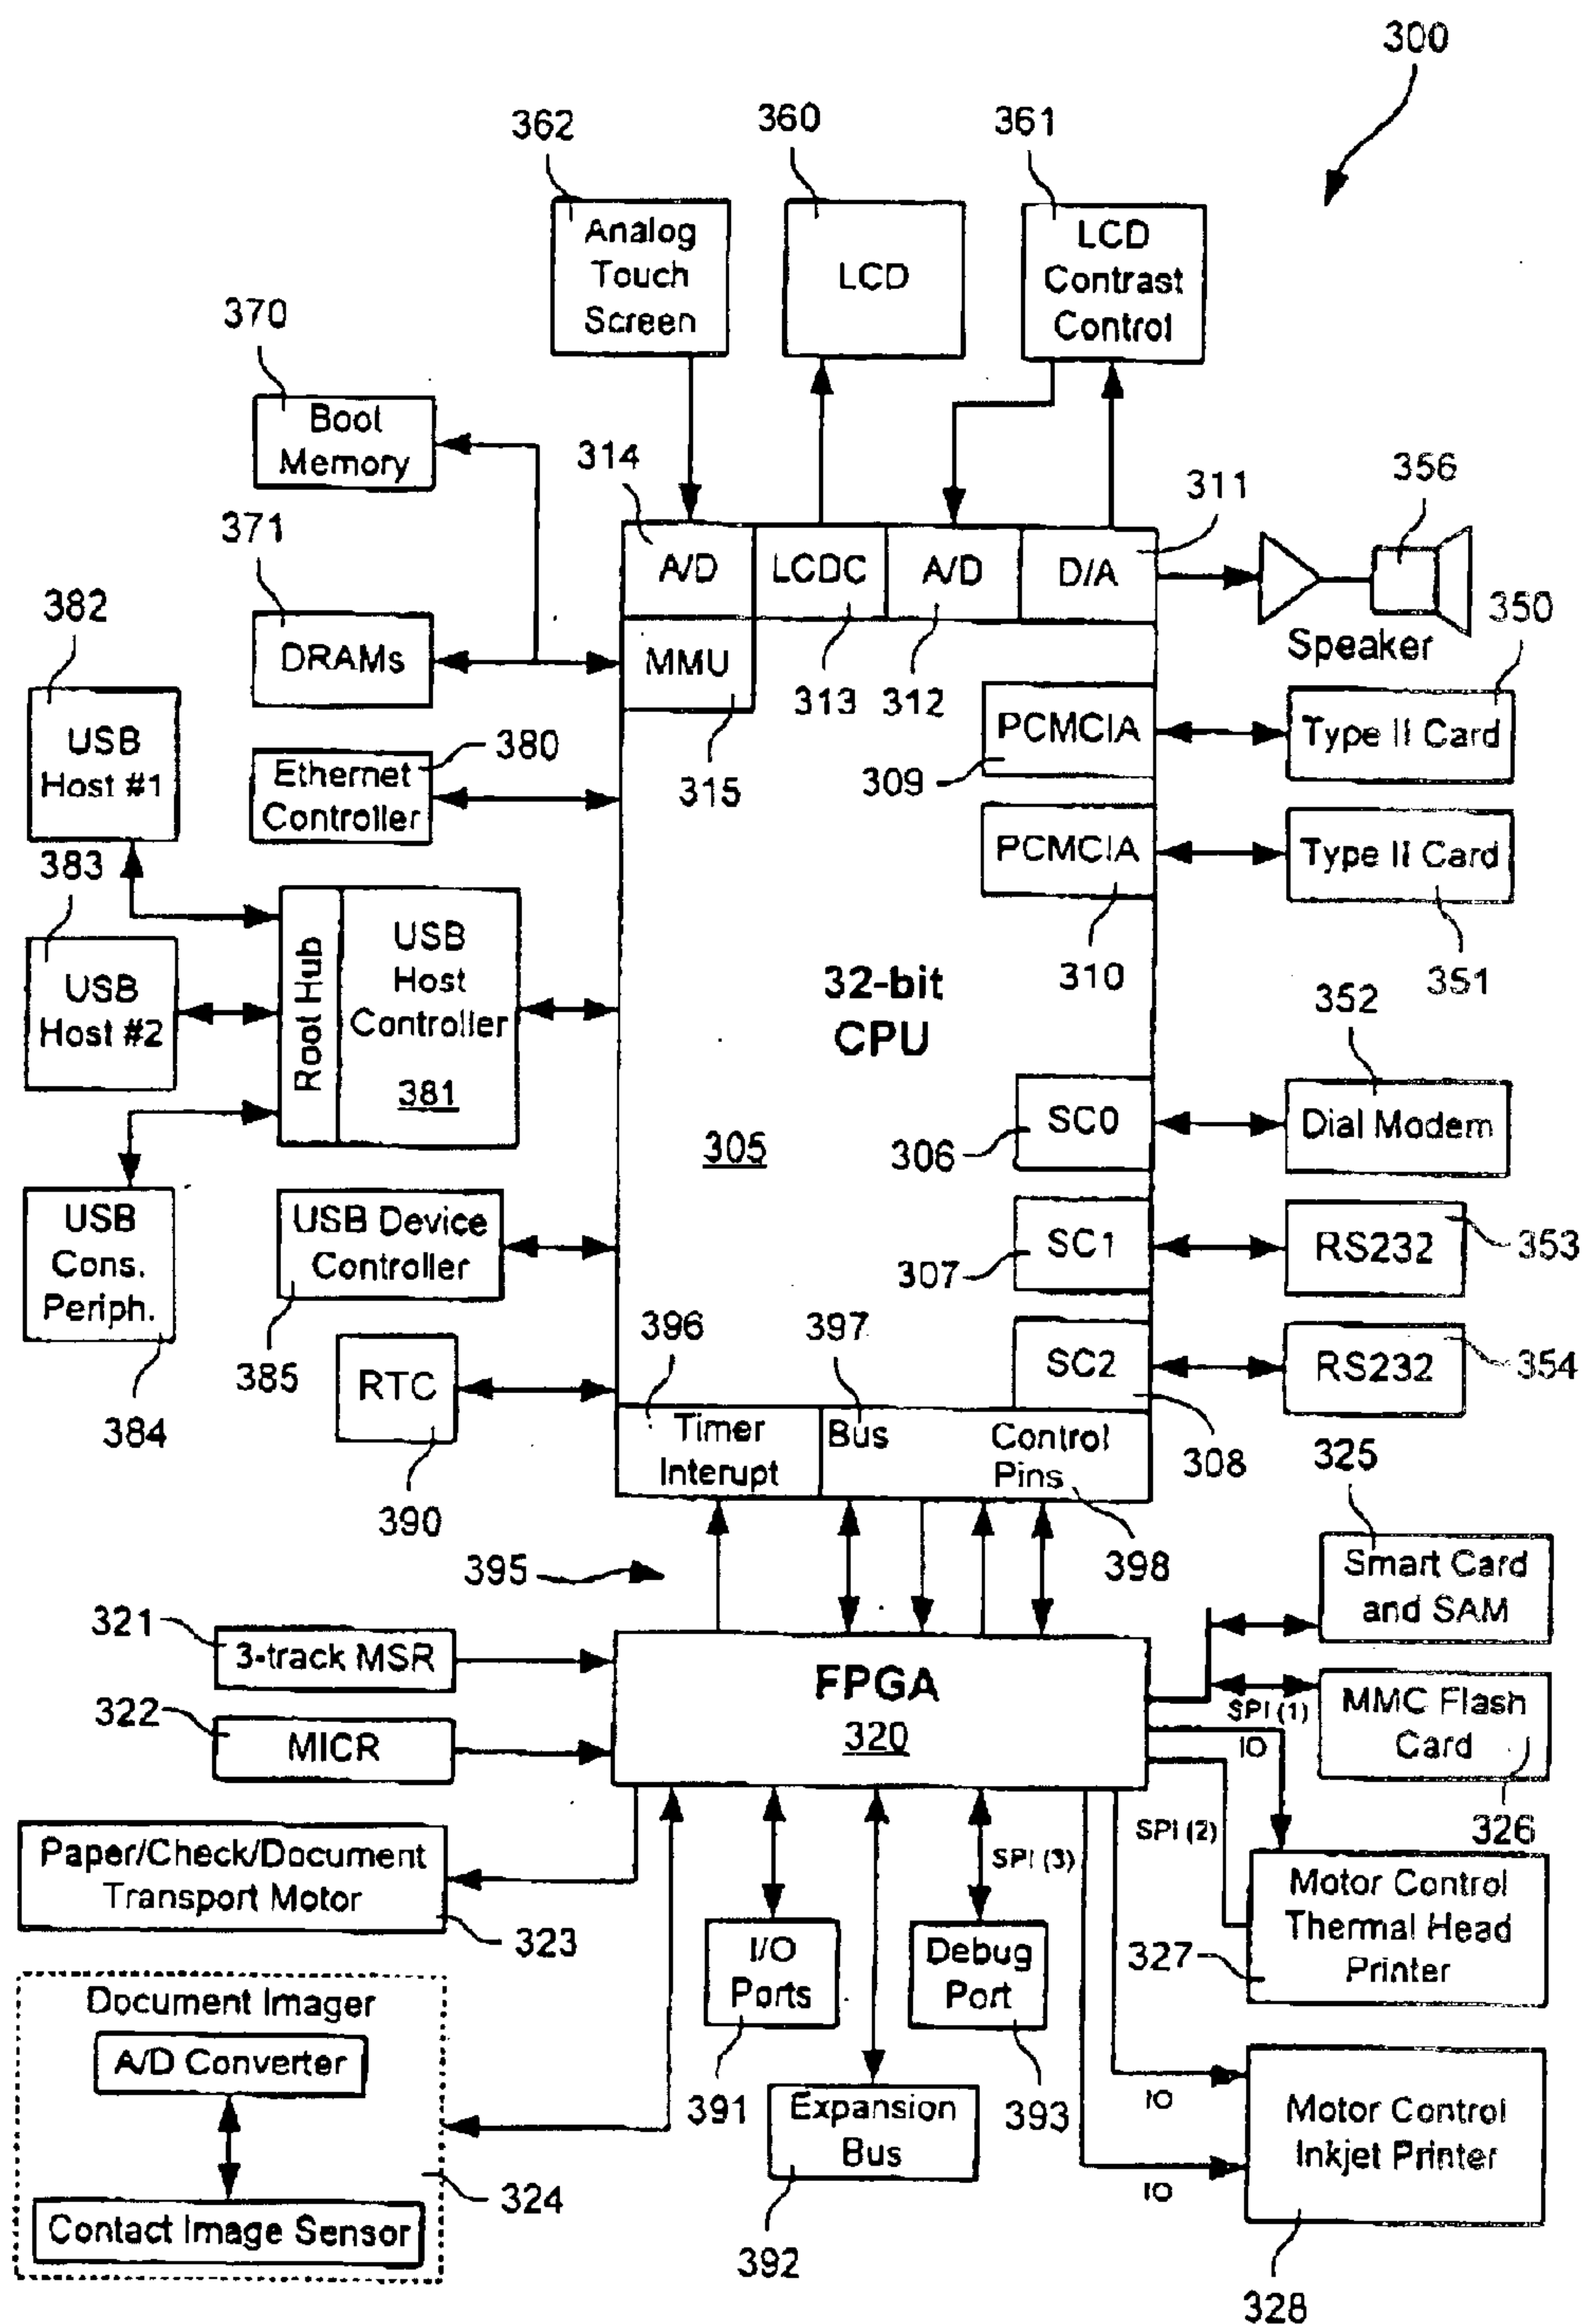 300
362
360
361
Analog
Touch
Screen
LCD
LCD
Contrast
Control
370
Boot
Memory
314
311
356
A/D
LCDC
A/D
D/A
371
DRAMs
MMU
313
312
315
Speaker
350
382
USB
Host #1
PCMCIA
309
Type II Card
380
Ethernet
Controller
PCMCIA
310
Type II Card
351
383
USB
Host #2
Root Hub
USB
Host
Controller
381
32-bit
CPU
305
352
SC0
306
Dial Modem
USB
Cons.
Periph.
384
USB Device
Controller
385
SC1
307
RS232
353
RTC
390
396
397
SC2
308
RS232
354
Timer
Interupt
Bus
Control
Pins
398
395
325
Smart Card
and SAM
321
3-track MSR
322
MICR
FPGA
320
SPI (1)
MMC Flash
Card
326
IO
SPI (2)
SPI (3)
Paper/Check/Document
Transport Motor
323
Motor Control
Thermal Head
Printer
327
I/O
Ports
391
Debug
Port
393
Document Imager
A/D Converter
Contact Image Sensor
324
Expansion
Bus
392
IO
IO
Motor Control
Inkjet Printer
328